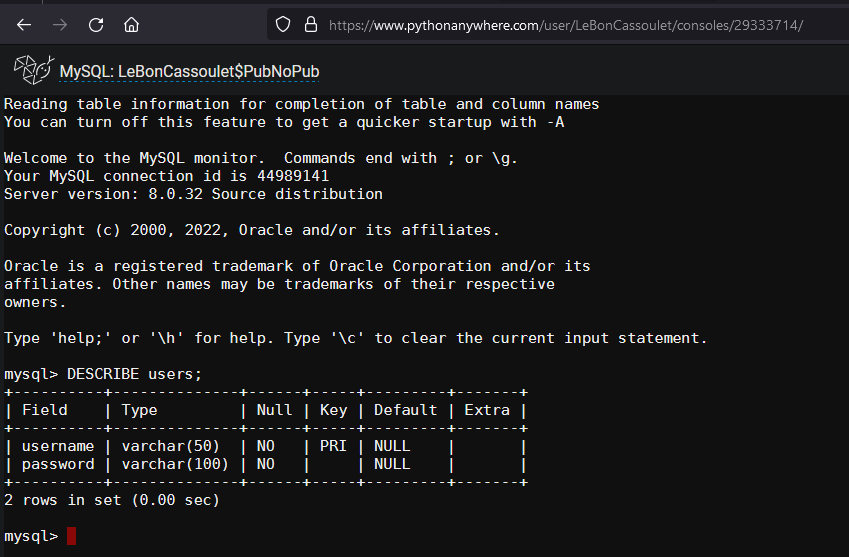 https://www.pythonanywhere.com/user/LeBonCassoulet/consoles/29333714/
MySQL: LeBonCassoulet$PubNoPub
Reading table information for completion of table and column names
You can turn off this feature to get a quicker startup with -A
Welcome to the MySQL monitor.  Commands end with ; or \g.
Your MySQL connection id is 44989141
Server version: 8.0.32 Source distribution
Copyright (c) 2000, 2022, Oracle and/or its affiliates.
Oracle is a registered trademark of Oracle Corporation and/or its
affiliates. Other names may be trademarks of their respective
owners.
Type 'help;' or '\h' for help. Type '\c' to clear the current input statement.
mysql> DESCRIBE users;
+----------+--------------+------+-----+---------+-------+
| Field    | Type         | Null | Key | Default | Extra |
+----------+--------------+------+-----+---------+-------+
| username | varchar(50)  | NO   | PRI | NULL    |       |
| password | varchar(100) | NO   |     | NULL    |       |
+----------+--------------+------+-----+---------+-------+
2 rows in set (0.00 sec)
mysql>